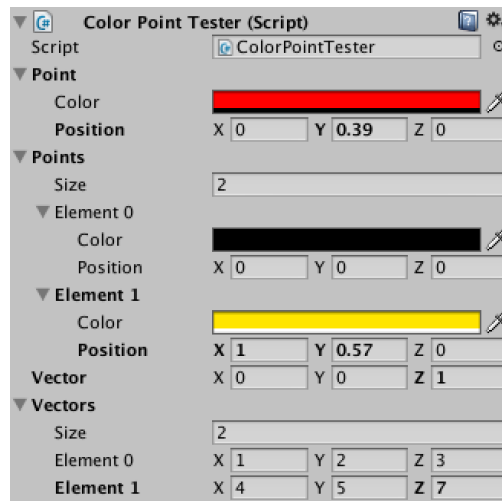 Color Point Tester (Script)
Script ColorPointTester
Point
Color
Position X 0 Y 0.39 Z 0
Points
Size 2
Element 0
Color
Position X 0 Y 0 Z 0
Element 1
Color
Position X 1 Y 0.57 Z 0
Vector X 0 Y 0 Z 1
Vectors
Size 2
Element 0 X 1 Y 2 Z 3
Element 1 X 4 Y 5 Z 7